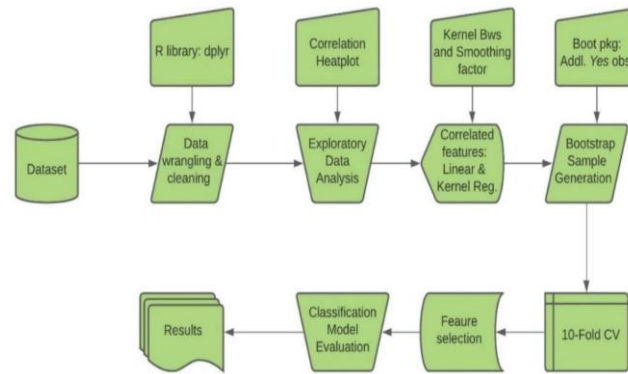 R library: dplyr
Correlation
Heatplot
Kernel Bws
and Smoothing
factor
Boot pkg:
Addl. Yes obs
Dataset
Data
wrangling &
cleaning
Exploratory
Data
Analysis
Correlated
features:
Linear &
Kernel Reg.
Bootstrap
Sample
Generation
Results
Classification
Model
Evaluation
Feaure
selection
10-Fold CV